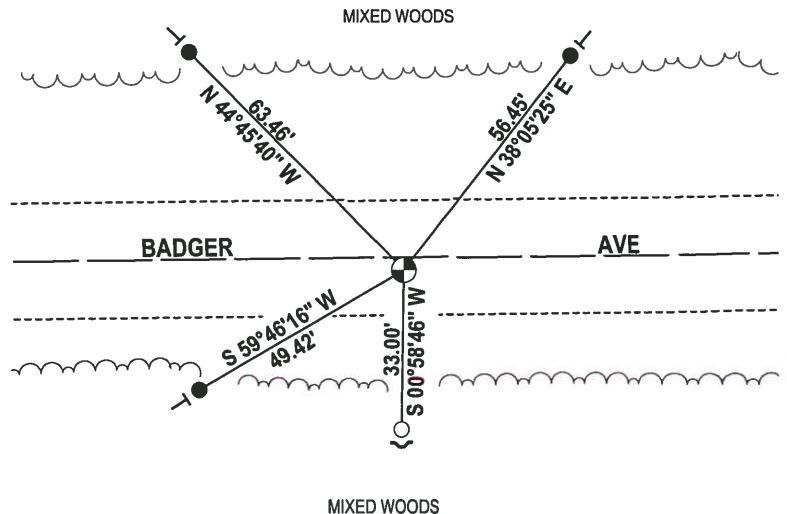 MIXED WOODS
63.46'
N 44°45'40" W
56.45'
N 38°05'25" E
BADGER AVE
S 59°46'16" W
49.42'
33.00'
S 00°58'46" W
MIXED WOODS